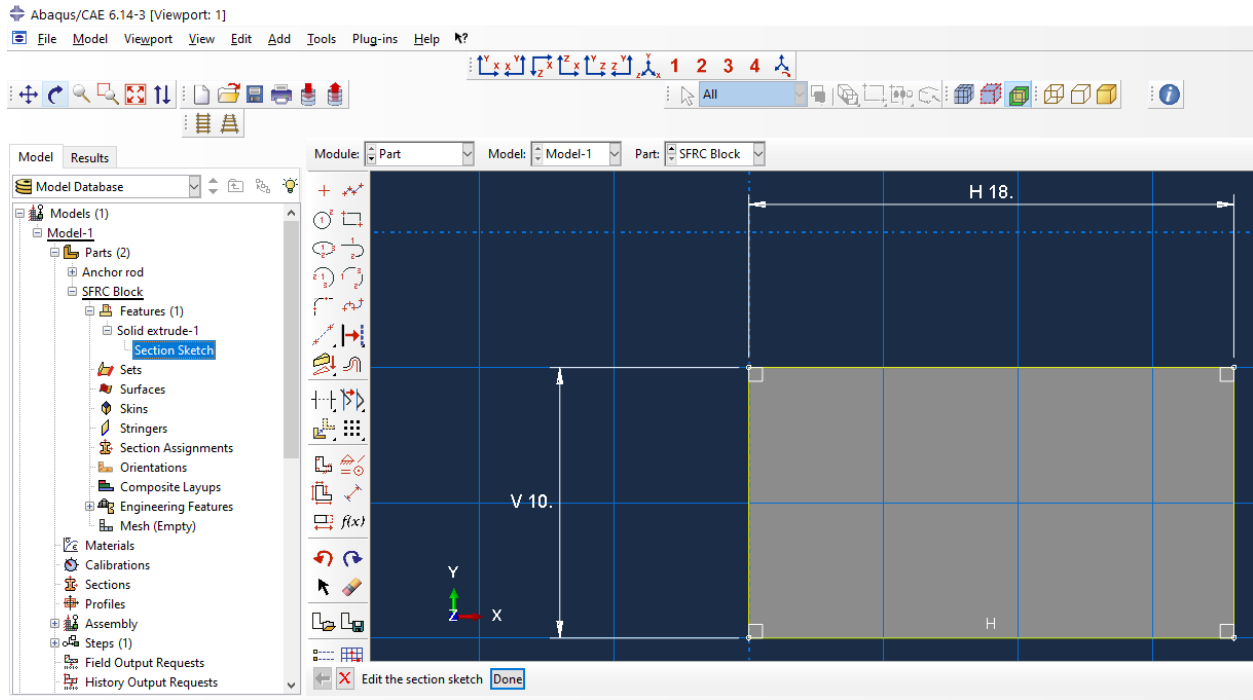 Abaqus/CAE 6.14-3 [Viewport: 1]
File Model Viewport View Edit Add Tools Plug-ins Help
1 2 3 4
All
Model Results
Module: Part Model: Model-1 Part: SFRC Block
Model Database
Models (1)
Model-1
Parts (2)
Anchor rod
SFRC Block
Features (1)
Solid extrude-1
Section Sketch
Sets
Surfaces
Skins
Stringers
Section Assignments
Orientations
Composite Layups
Engineering Features
Mesh (Empty)
Materials
Calibrations
Sections
Profiles
Assembly
Steps (1)
Field Output Requests
History Output Requests
f(x)
H 18.
V 10.
H
Y
Z X
Edit the section sketch Done